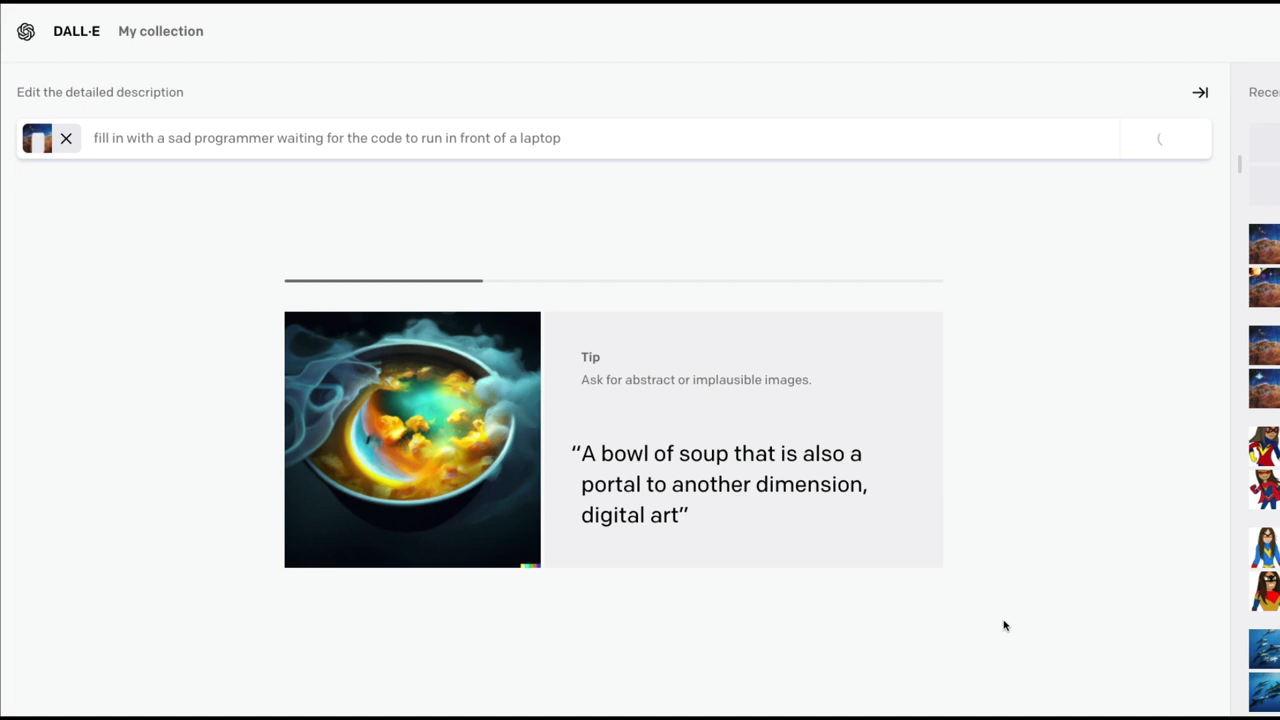 DALL·E My collection
Edit the detailed description
Rece
fill in with a sad programmer waiting for the code to run in front of a laptop
Tip
Ask for abstract or implausible images.
“A bowl of soup that is also a
portal to another dimension,
digital art”